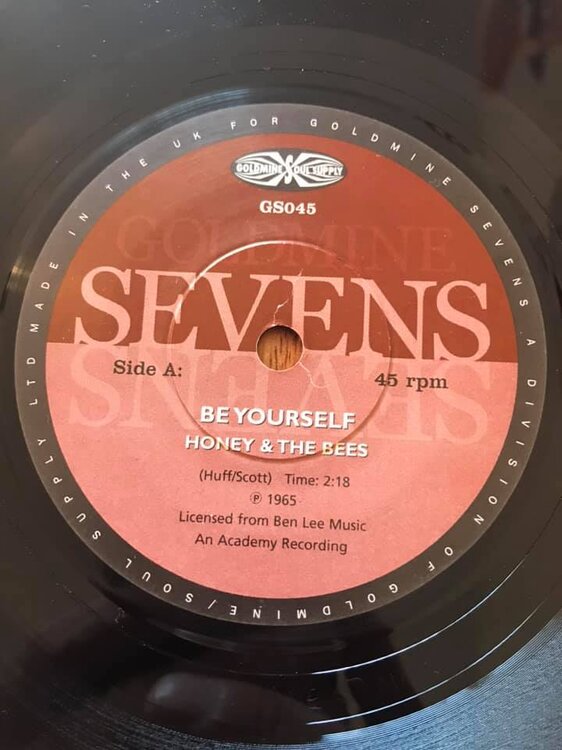 MADE IN THE UK FOR GOLDMINE SEVENS A DIVISION OF GOLDMINE/SOUL SUPPLY LTD
GOLDMINE SOUL SUPPLY
GS045
GOLDMINE
SEVENS
SEVENS
Side A:
45 rpm
BE YOURSELF
HONEY & THE BEES
(Huff/Scott) Time: 2:18
℗ 1965
Licensed from Ben Lee Music
An Academy Recording